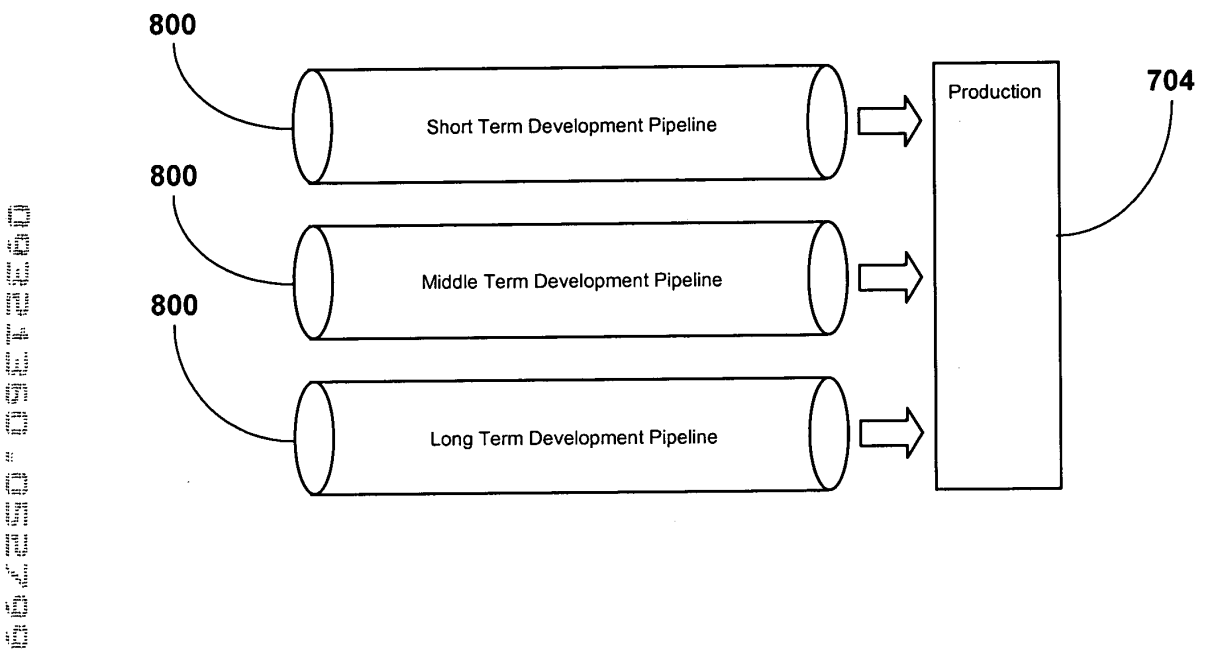 800
Short Term Development Pipeline
Production
704
800
Middle Term Development Pipeline
800
Long Term Development Pipeline